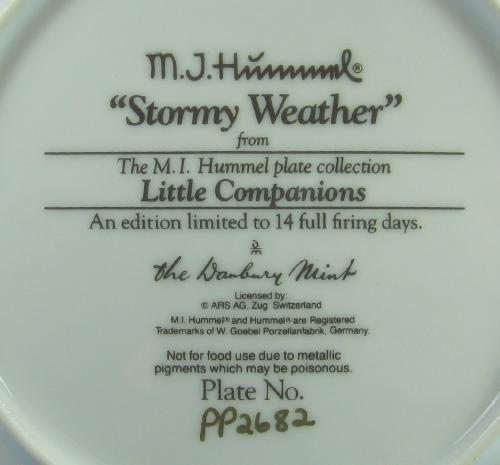 M.J.Hummel®
“Stormy Weather”
from
The M.I. Hummel plate collection
Little Companions
An edition limited to 14 full firing days.
DM
the Danbury Mint
Licensed by:
© ARS AG, Zug Switzerland
M.I. Hummel® and Hummel® are Registered
Trademarks of W. Goebel Porzellanfabrik, Germany.
Not for food use due to metallic
pigments which may be poisonous.
Plate No.
PP2682